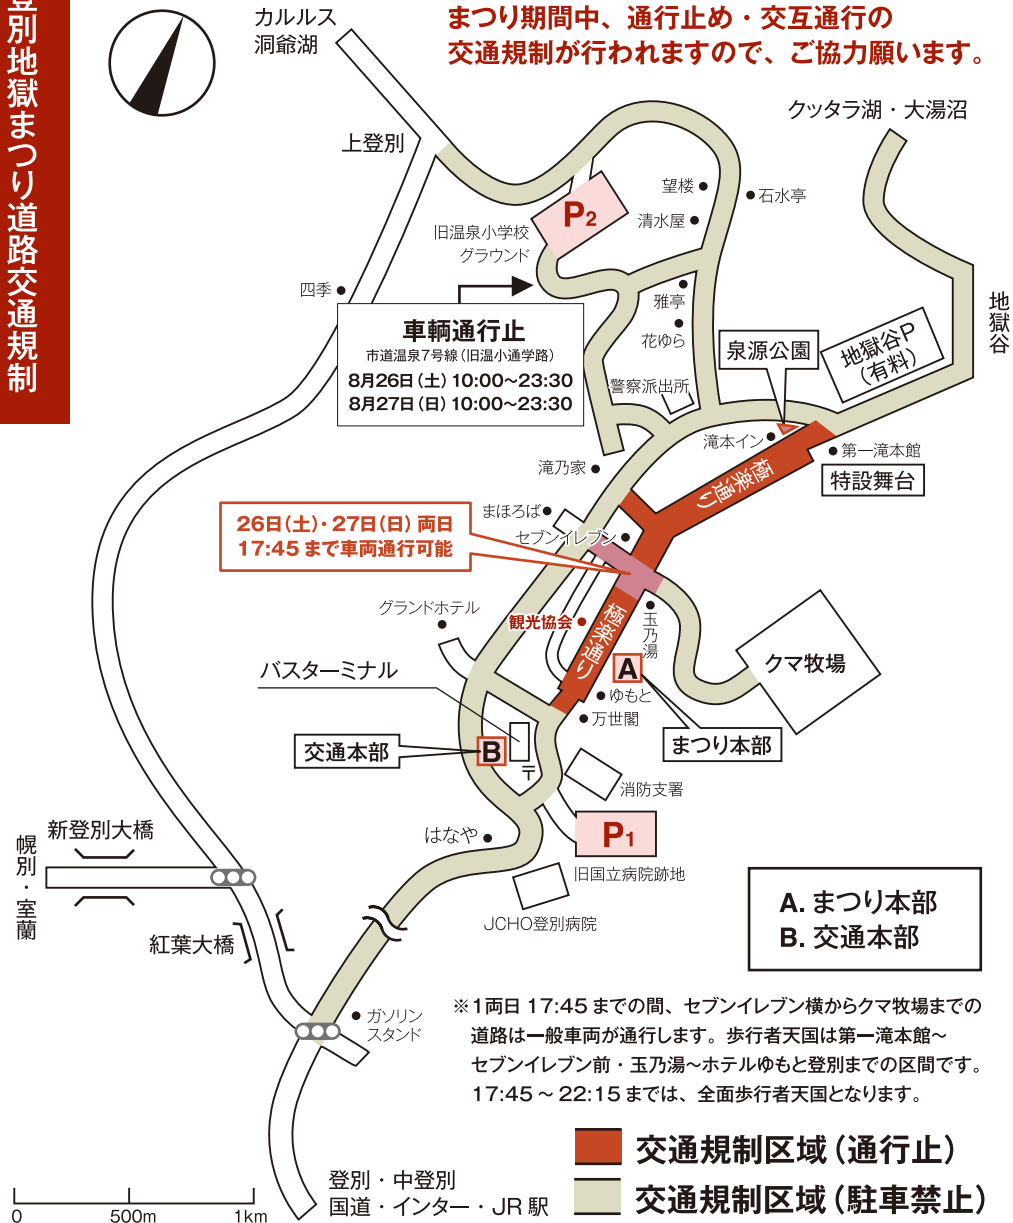 登別地獄まつり道路交通規制
まつり期間中、通行止め・交互通行の
交通規制が行われますので、ご協力願います。
カルルス
洞爺湖
上登別
クッタラ湖・大湯沼
望楼
石水亭
清水屋
P2
旧温泉小学校
グラウンド
四季
雅亭
花ゆら
地獄谷
車輌通行止
市道温泉7号線(旧温小通学路)
8月26日(土) 10:00〜23:30
8月27日(日) 10:00〜23:30
泉源公園
地獄谷P
(有料)
警察派出所
滝本イン
第一滝本館
特設舞台
極楽通り
滝乃家
まほろば
セブンイレブン
26日(土)・27日(日) 両日
17:45 まで車両通行可能
グランドホテル
観光協会
極楽通り
玉乃湯
クマ牧場
バスターミナル
A
ゆもと
万世閣
まつり本部
交通本部
B
〒
消防支署
P1
旧国立病院跡地
はなや
JCHO登別病院
新登別大橋
幌別・室蘭
紅葉大橋
ガソリン
スタンド
A. まつり本部
B. 交通本部
※1両日 17:45 までの間、セブンイレブン横からクマ牧場までの
道路は一般車両が通行します。歩行者天国は第一滝本館〜
セブンイレブン前・玉乃湯〜ホテルゆもと登別までの区間です。
17:45 〜 22:15 までは、全面歩行者天国となります。
交通規制区域(通行止)
交通規制区域(駐車禁止)
登別・中登別
国道・インター・JR 駅
0 500m 1km